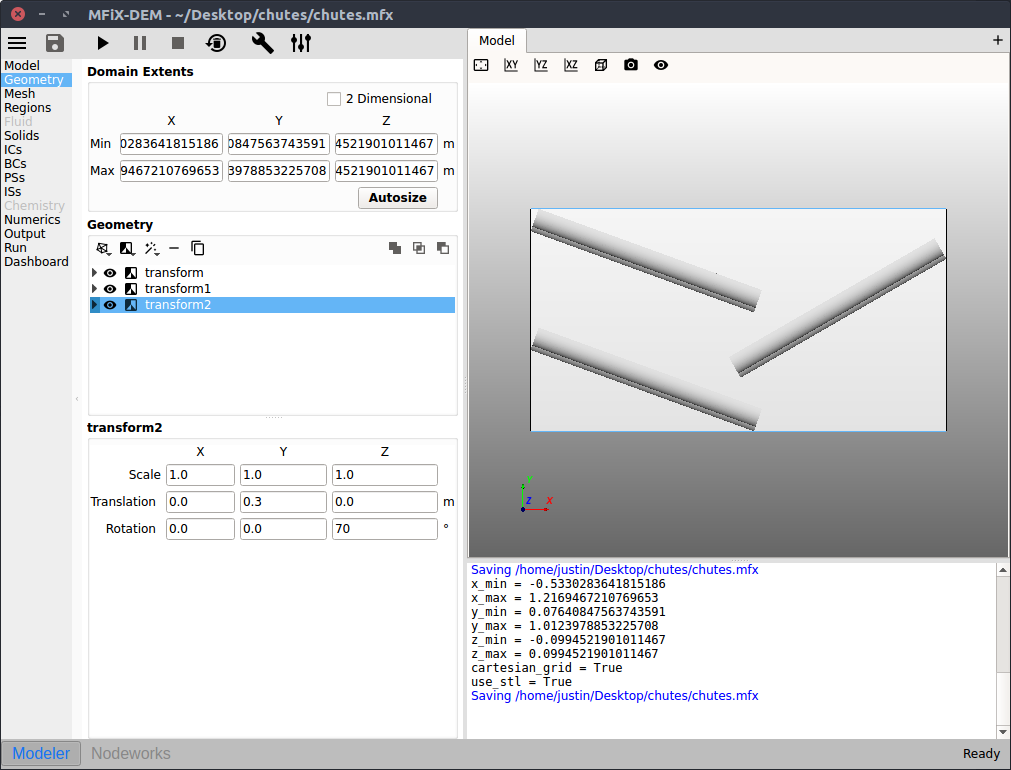 MFiX-DEM - ~/Desktop/chutes/chutes.mfx
Model
Geometry
Mesh
Regions
Fluid
Solids
ICs
BCs
PSs
ISs
Chemistry
Numerics
Output
Run
Dashboard
Domain Extents
2 Dimensional
X Y Z
Min 0283641815186 0847563743591 4521901011467 m
Max 9467210769653 3978853225708 4521901011467 m
Autosize
Geometry
transform
transform1
transform2
transform2
X Y Z
Scale 1.0 1.0 1.0
Translation 0.0 0.3 0.0 m
Rotation 0.0 0.0 70 °
Model +
XY YZ XZ
Y
Z X
Saving /home/justin/Desktop/chutes/chutes.mfx
x_min = -0.5330283641815186
x_max = 1.2169467210769653
y_min = 0.07640847563743591
y_max = 1.0123978853225708
z_min = -0.0994521901011467
z_max = 0.0994521901011467
cartesian_grid = True
use_stl = True
Saving /home/justin/Desktop/chutes/chutes.mfx
Modeler Nodeworks Ready